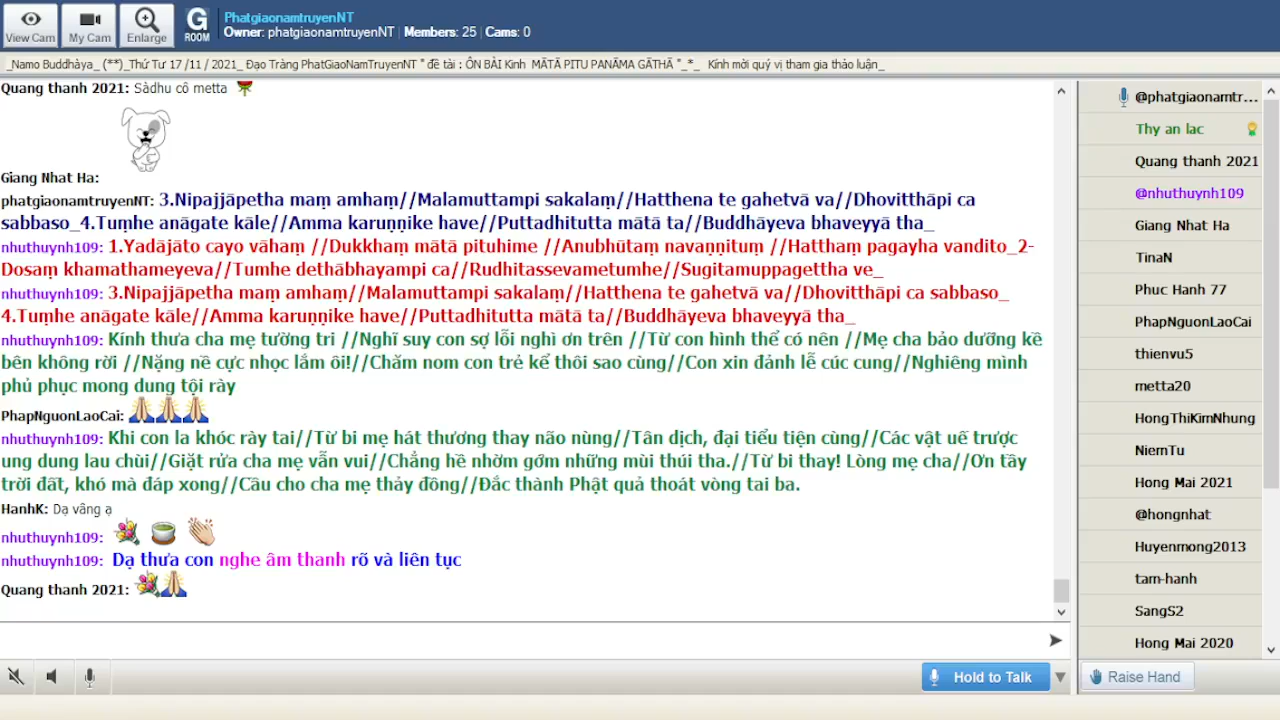 View Cam
My Cam
Enlarge
G
ROOM
PhatgiaonamtruyenNT
Owner: phatgiaonamtruyenNT | Members: 25 | Cams: 0
_Namo Buddhàya_ (**)_Thứ Tư 17 /11 / 2021_ Đạo Tràng PhatGiaoNamTruyenNT " đề tài : ÔN BÀI Kinh MĀTĀ PITU PANĀMA GĀTHĀ "_*_ Kính mời quý vị tham gia thảo luận_
Quang thanh 2021: Sàdhu cô metta
Giang Nhat Ha:
phatgiaonamtruyenNT: 3.Nipajjāpetha maṃ amhaṃ//Malamuttampi sakalaṃ//Hatthena te gahetvā va//Dhovitthāpi ca
sabbaso_4.Tuṃhe anāgate kāle//Amma karuṇṇike have//Puttadhitutta mātā ta//Buddhāyeva bhaveyyā tha_
nhuthuynh109: 1.Yadājāto cayo vāhaṃ //Dukkhaṃ mātā pituhime //Anubhūtaṃ navaṇṇituṃ //Hatthaṃ pagayha vandito_2-
Dosaṃ khamathameyeva//Tumhe dethābhayampi ca//Rudhitassevametumhe//Sugitamuppagettha ve_
nhuthuynh109: 3.Nipajjāpetha maṃ amhaṃ//Malamuttampi sakalaṃ//Hatthena te gahetvā va//Dhovitthāpi ca sabbaso_
4.Tuṃhe anāgate kāle//Amma karuṇṇike have//Puttadhitutta mātā ta//Buddhāyeva bhaveyyā tha_
nhuthuynh109: Kính thưa cha mẹ tường tri //Nghĩ suy con sợ lỗi nghì ơn trên //Từ con hình thể có nên //Mẹ cha bảo dưỡng kề
bên không rời //Nặng nề cực nhọc lắm ôi!//Chăm nom con trẻ kể thôi sao cùng//Con xin đảnh lễ cúc cung//Nghiêng mình
phủ phục mong dung tội rày
PhapNguonLaoCai:
nhuthuynh109: Khi con la khóc rày tai//Từ bi mẹ hát thương thay não nùng//Tân dịch, đại tiểu tiện cùng//Các vật uế trược
ung dung lau chùi//Giặt rửa cha mẹ vẫn vui//Chẳng hề nhờm gớm những mùi thúi tha.//Từ bi thay! Lòng mẹ cha//Ơn tầy
trời đất, khó mà đáp xong//Cầu cho cha mẹ thảy đồng//Đắc thành Phật quả thoát vòng tai ba.
HanhK: Dạ vâng ạ
nhuthuynh109:
nhuthuynh109: Dạ thưa con nghe âm thanh rõ và liên tục
Quang thanh 2021:
Hold to Talk
@phatgiaonamtr...
Thy an lac
Quang thanh 2021
@nhuthuynh109
Giang Nhat Ha
TinaN
Phuc Hanh 77
PhapNguonLaoCai
thienvu5
metta20
HongThiKimNhung
NiemTu
Hong Mai 2021
@hongnhat
Huyenmong2013
tam-hanh
SangS2
Hong Mai 2020
Raise Hand